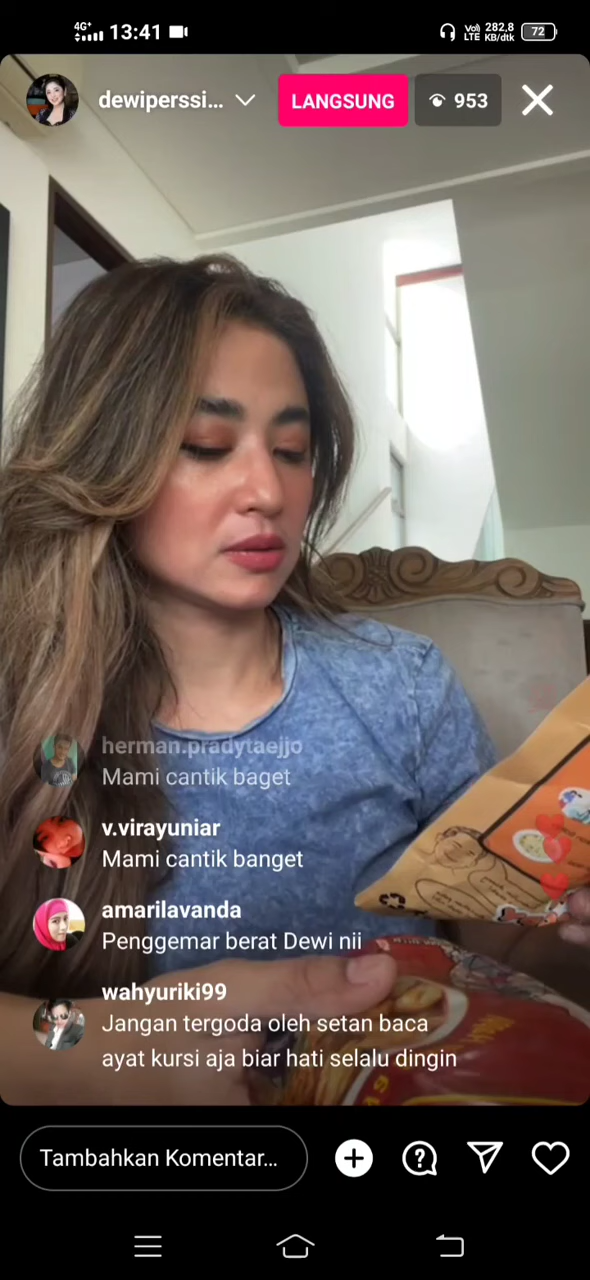 4G+ 13:41 Vo) LTE 282,8 KB/dtk 72
dewiperssi... LANGSUNG 953
herman.pradytaejjo
Mami cantik baget
v.virayuniar
Mami cantik banget
amarilavanda
Penggemar berat Dewi nii
wahyuriki99
Jangan tergoda oleh setan baca
ayat kursi aja biar hati selalu dingin
Tambahkan Komentar...